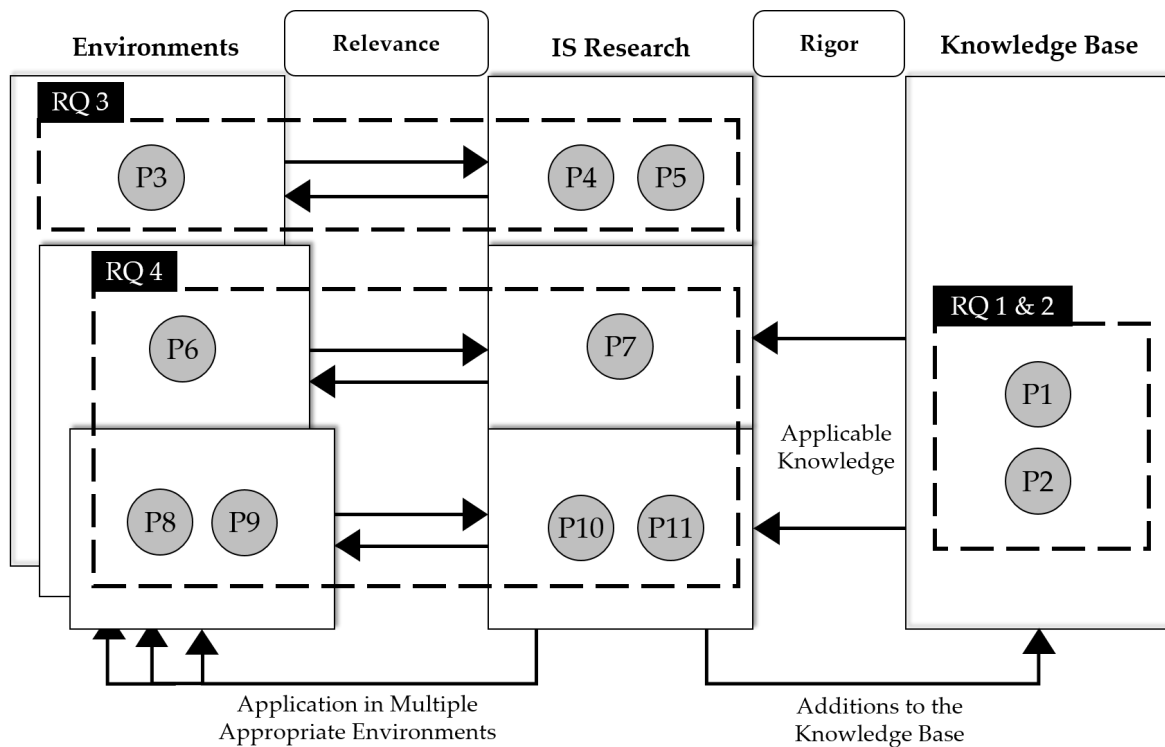 Environments
Relevance
IS Research
Rigor
Knowledge Base
RQ 3
P3
P4
P5
RQ 4
P6
P7
RQ 1 & 2
P1
P2
Applicable
Knowledge
P8
P9
P10
P11
Application in Multiple
Appropriate Environments
Additions to the
Knowledge Base